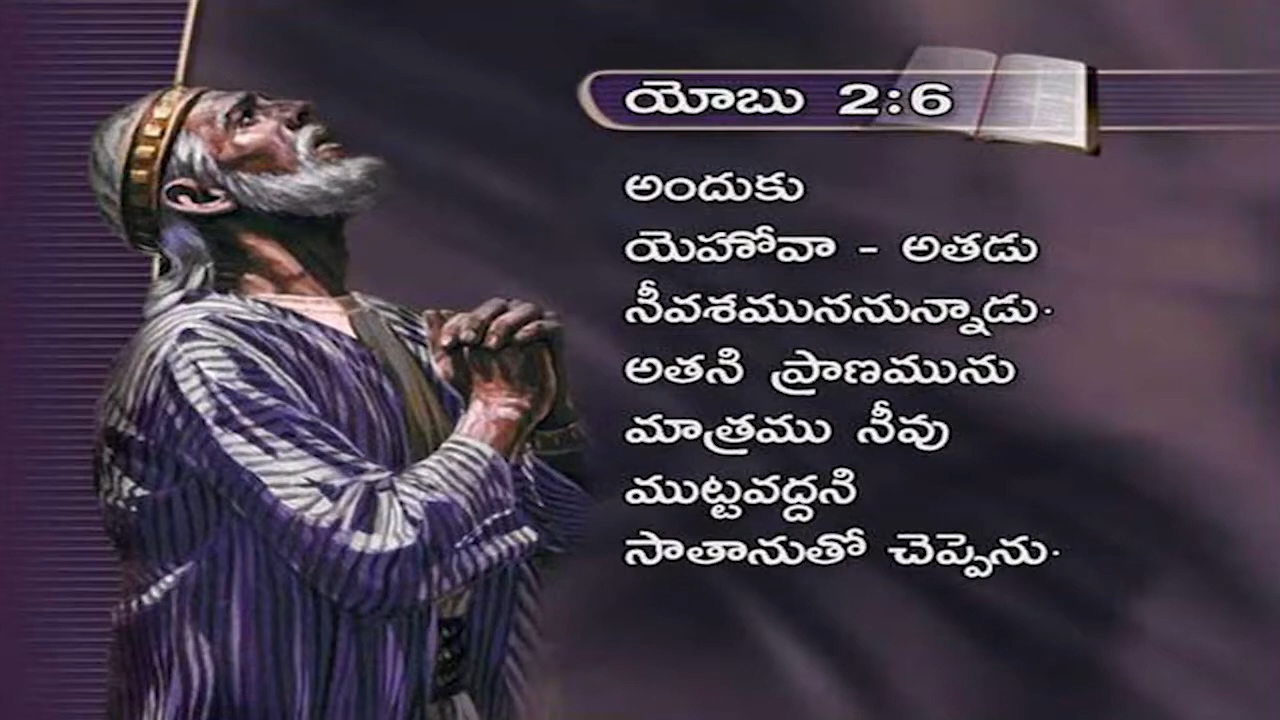 యోబు 2:6
అందుకు
యెహోవా - అతడు
నీవశముననున్నాడు.
అతని ప్రాణమును
మాత్రము నీవు
ముట్టవద్దని
సాతానుతో చెప్పెను.